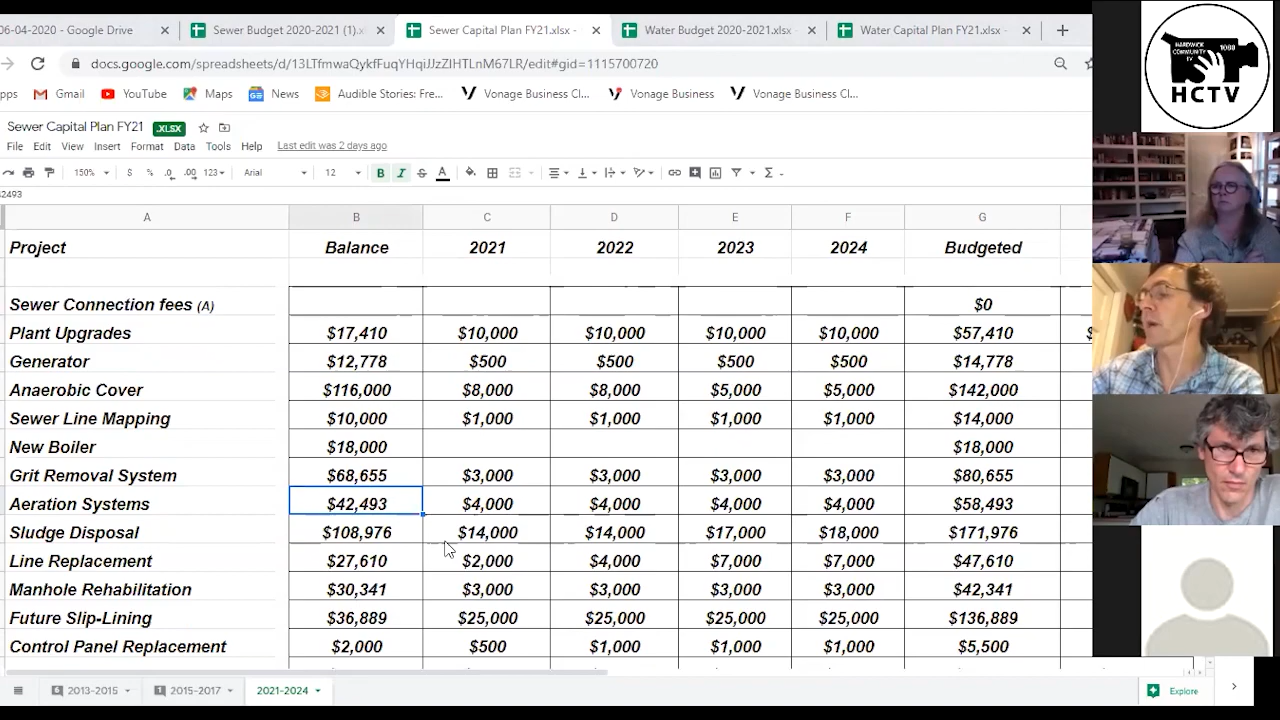 06-04-2020 - Google Drive × Sewer Budget 2020-2021 (1).x × Sewer Capital Plan FY21.xlsx - × Water Budget 2020-2021.xlsx × Water Capital Plan FY21.xlsx - × +
docs.google.com/spreadsheets/d/13LTfmwaQykfFuqYHqiJJzZIHTLnM67LR/edit#gid=1115700720
pps Gmail YouTube Maps News Audible Stories: Fre... Vonage Business Cl... Vonage Business Vonage Business Cl...
Sewer Capital Plan FY21 .XLSX
File Edit View Insert Format Data Tools Help Last edit was 2 days ago
150% $ % .0 .00 123 Arial 12 B I S A Σ
2493
A B C D E F G
Project Balance 2021 2022 2023 2024 Budgeted
Sewer Connection fees (A) $0
Plant Upgrades $17,410 $10,000 $10,000 $10,000 $10,000 $57,410
Generator $12,778 $500 $500 $500 $500 $14,778
Anaerobic Cover $116,000 $8,000 $8,000 $5,000 $5,000 $142,000
Sewer Line Mapping $10,000 $1,000 $1,000 $1,000 $1,000 $14,000
New Boiler $18,000 $18,000
Grit Removal System $68,655 $3,000 $3,000 $3,000 $3,000 $80,655
Aeration Systems $42,493 $4,000 $4,000 $4,000 $4,000 $58,493
Sludge Disposal $108,976 $14,000 $14,000 $17,000 $18,000 $171,976
Line Replacement $27,610 $2,000 $4,000 $7,000 $7,000 $47,610
Manhole Rehabilitation $30,341 $3,000 $3,000 $3,000 $3,000 $42,341
Future Slip-Lining $36,889 $25,000 $25,000 $25,000 $25,000 $136,889
Control Panel Replacement $2,000 $500 $1,000 $1,000 $1,000 $5,500
6 2013-2015 1 2015-2017 2021-2024 Explore
HARDWICK
COMMUNITY
TV
1088
HCTV